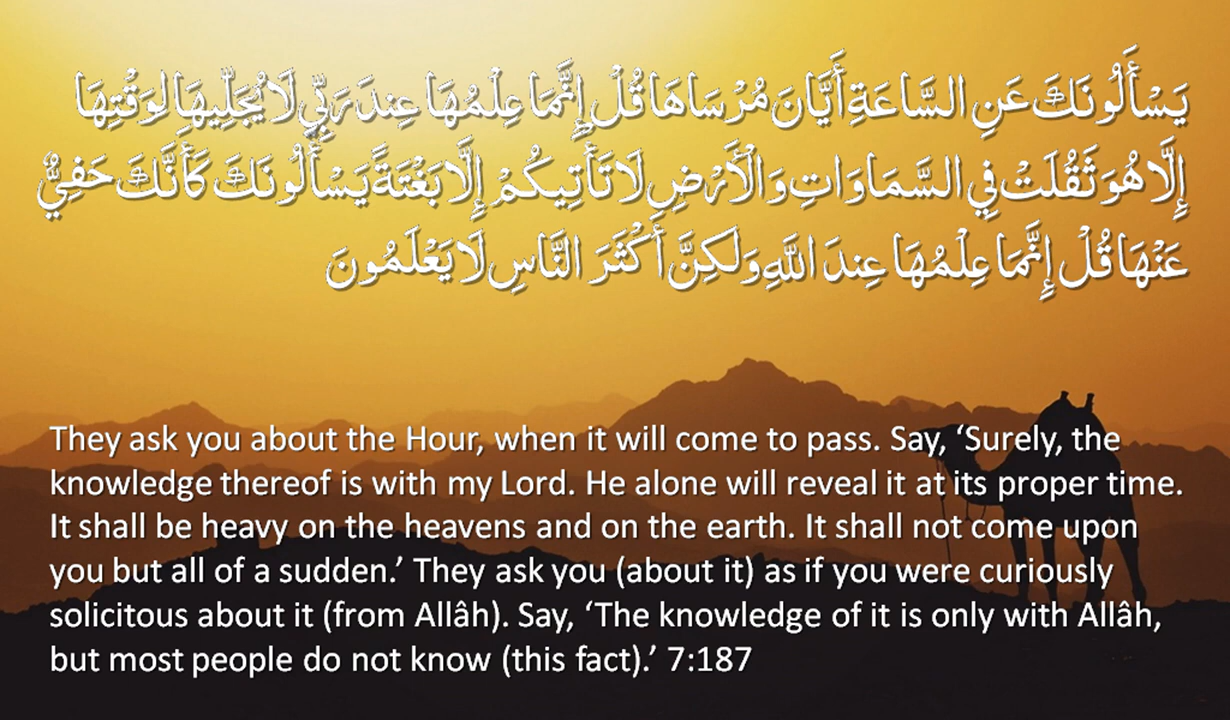 يَسْأَلُونَكَ عَنِ السَّاعَةِ أَيَّانَ مُرْسَاهَا قُلْ إِنَّمَا عِلْمُهَا عِندَ رَبِّي لَا يُجَلِّيهَا لِوَقْتِهَا
إِلَّا هُوَ ثَقُلَتْ فِي السَّمَاوَاتِ وَالْأَرْضِ لَا تَأْتِيكُمْ إِلَّا بَغْتَةً يَسْأَلُونَكَ كَأَنَّكَ حَفِيٌّ
عَنْهَا قُلْ إِنَّمَا عِلْمُهَا عِندَ اللَّهِ وَلَكِنَّ أَكْثَرَ النَّاسِ لَا يَعْلَمُونَ
They ask you about the Hour, when it will come to pass. Say, ‘Surely, the
knowledge thereof is with my Lord. He alone will reveal it at its proper time.
It shall be heavy on the heavens and on the earth. It shall not come upon
you but all of a sudden.’ They ask you (about it) as if you were curiously
solicitous about it (from Allâh). Say, ‘The knowledge of it is only with Allâh,
but most people do not know (this fact).’ 7:187